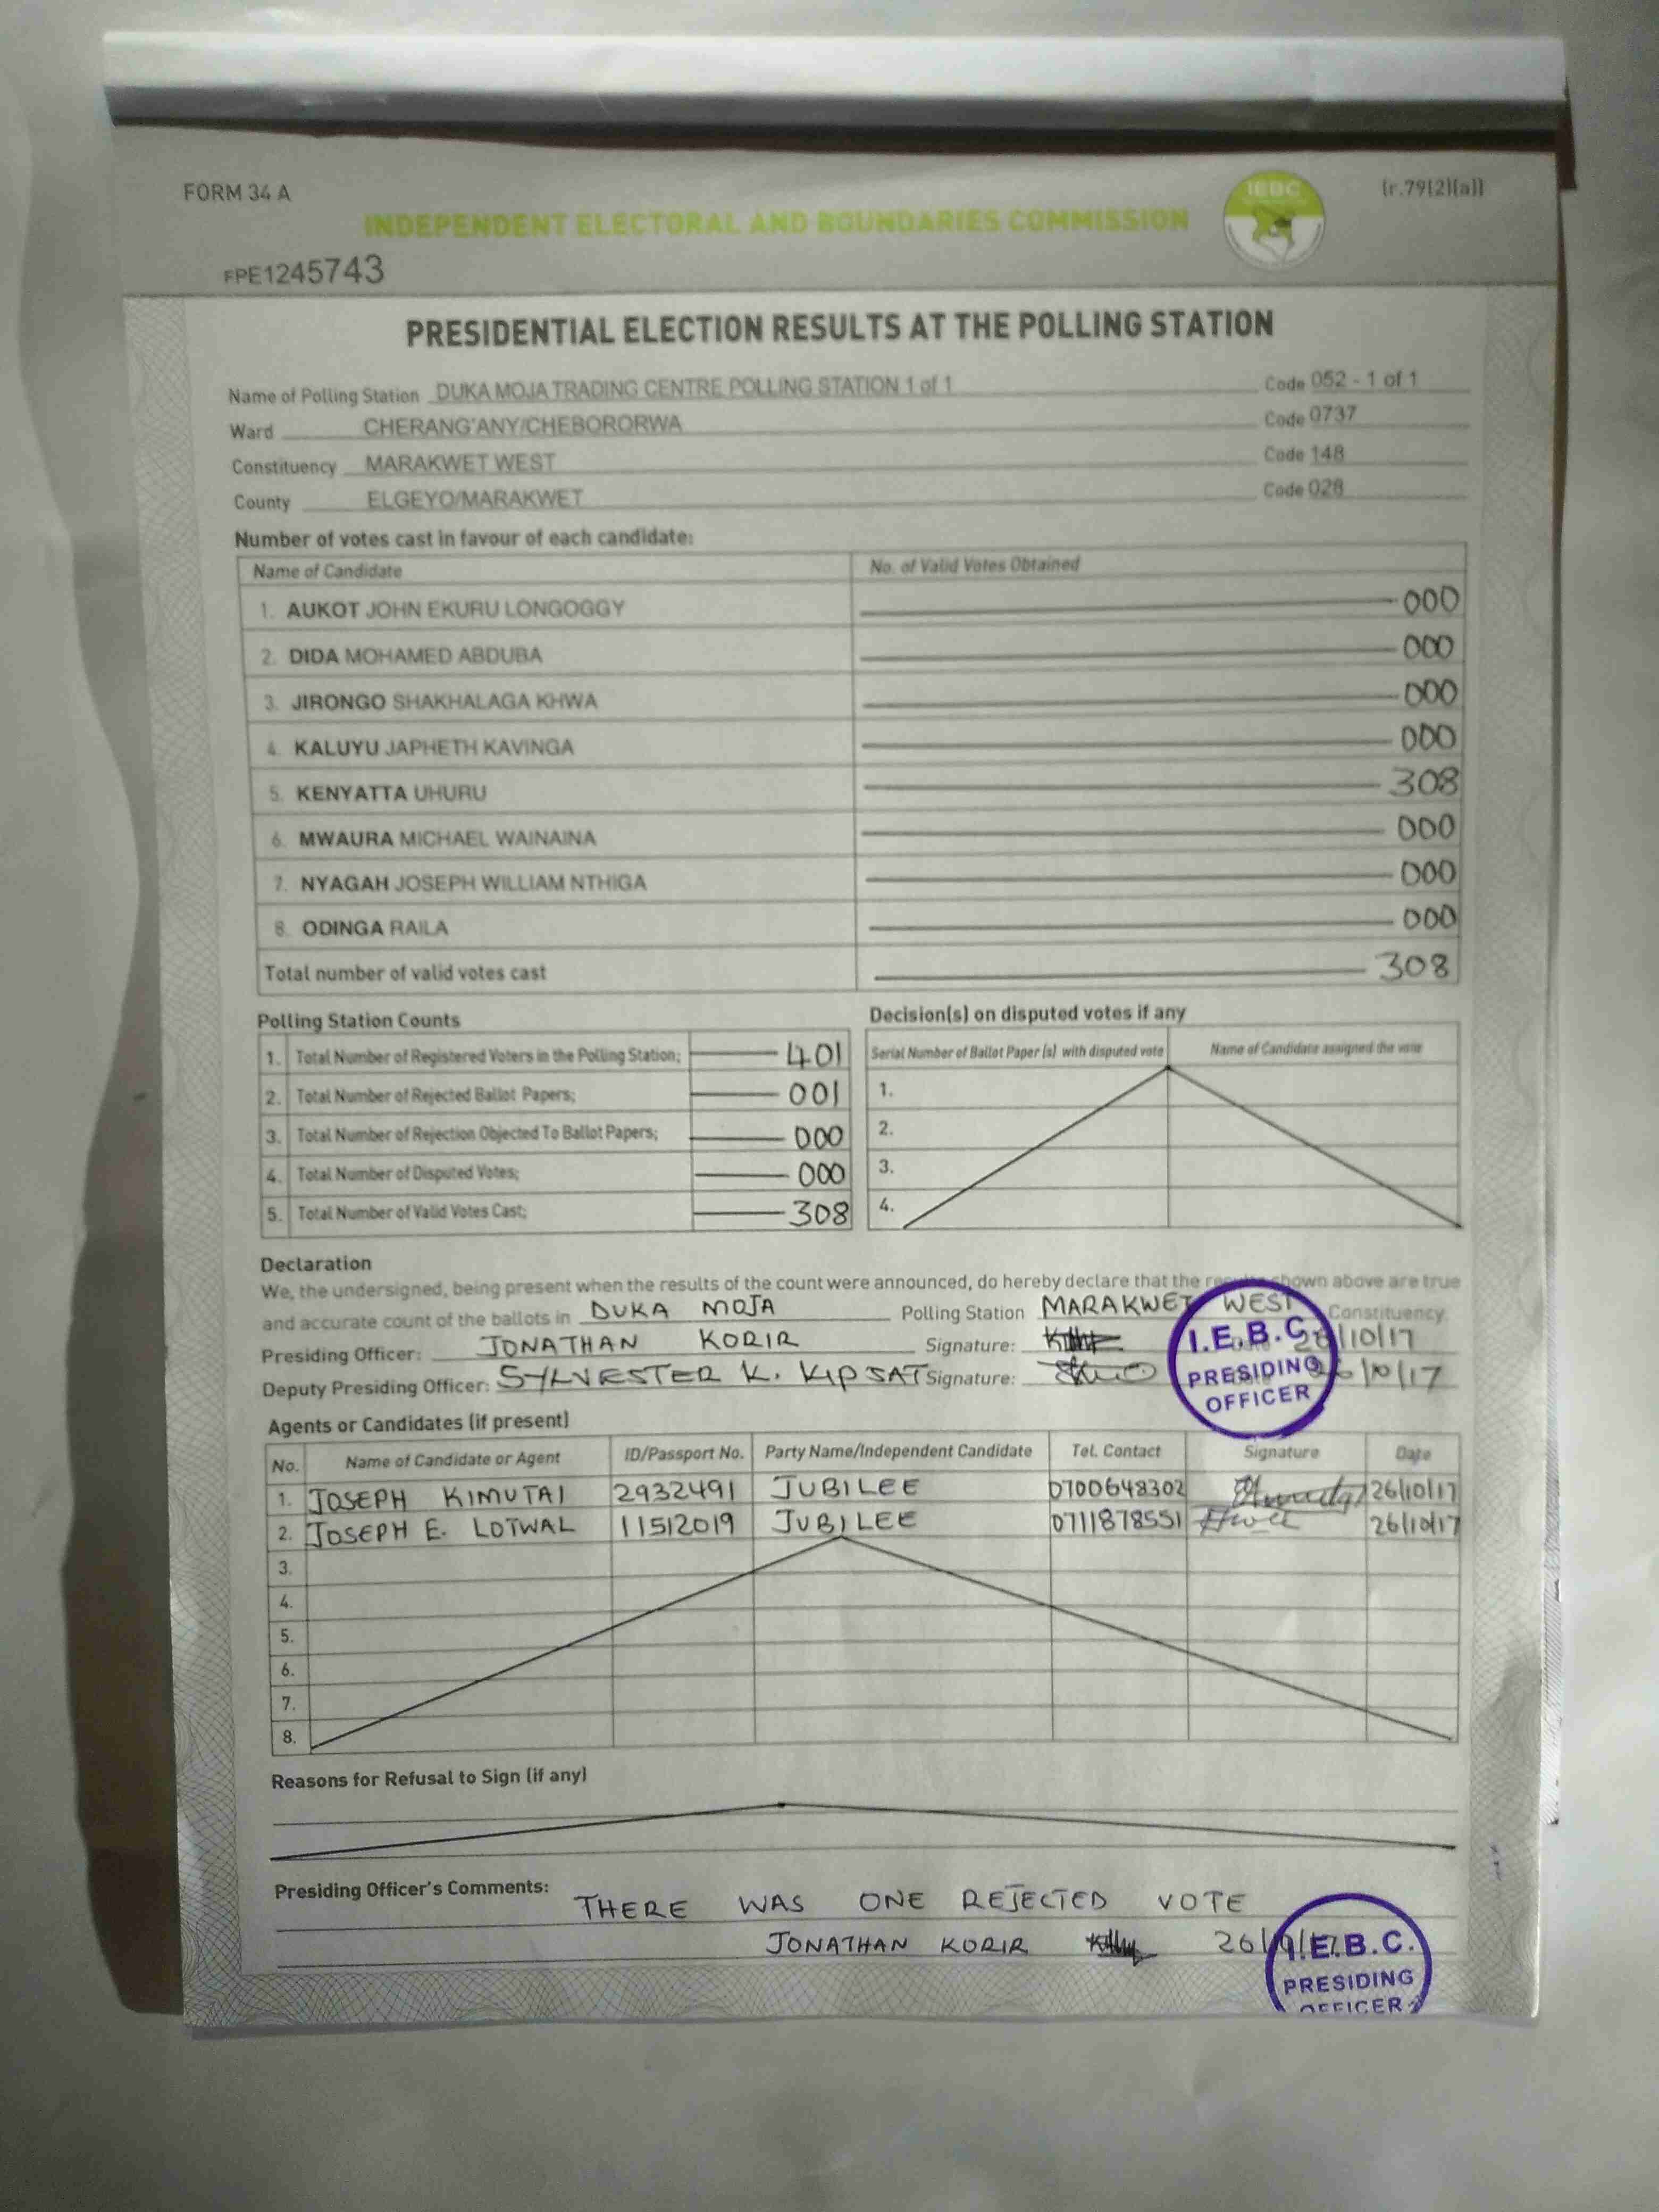 FORM 34 A
(r.79(2)(a))
IEBC
INDEPENDENT ELECTORAL AND BOUNDARIES COMMISSION
FPE1245743
PRESIDENTIAL ELECTION RESULTS AT THE POLLING STATION
Name of Polling Station DUKA MOJA TRADING CENTRE POLLING STATION 1 of 1 Code 052 - 1 of 1
Ward CHERANG'ANY/CHEBORORWA Code 0737
Constituency MARAKWET WEST Code 148
County ELGEYO/MARAKWET Code 028
Number of votes cast in favour of each candidate:
Name of Candidate No. of Valid Votes Obtained
1. AUKOT JOHN EKURU LONGOGGY 000
2. DIDA MOHAMED ABDUBA 000
3. JIRONGO SHAKHALAGA KHWA 000
4. KALUYU JAPHETH KAVINGA 000
5. KENYATTA UHURU 308
6. MWAURA MICHAEL WAINAINA 000
7. NYAGAH JOSEPH WILLIAM NTHIGA 000
8. ODINGA RAILA 000
Total number of valid votes cast 308
Polling Station Counts
1. Total Number of Registered Voters in the Polling Station; 401
2. Total Number of Rejected Ballot Papers; 001
3. Total Number of Rejection Objected To Ballot Papers; 000
4. Total Number of Disputed Votes; 000
5. Total Number of Valid Votes Cast; 308
Decision(s) on disputed votes if any
Serial Number of Ballot Paper (s) with disputed vote Name of Candidate assigned the vote
1.
2.
3.
4.
Declaration
We, the undersigned, being present when the results of the count were announced, do hereby declare that the results shown above are true
and accurate count of the ballots in DUKA MOJA Polling Station MARAKWET WEST Constituency.
Presiding Officer: JONATHAN KORIR Signature: 26/10/17
Deputy Presiding Officer: SYLVESTER K. KIPSAT Signature: 26/10/17
I.E.B.C.
PRESIDING
OFFICER
Agents or Candidates (if present)
No. Name of Candidate or Agent ID/Passport No. Party Name/Independent Candidate Tel. Contact Signature Date
1. JOSEPH KIMUTAI 2932491 JUBILEE 0700648302 26/10/17
2. JOSEPH E. LOTWAL 11512019 JUBILEE 0711878551 26/10/17
3.
4.
5.
6.
7.
8.
Reasons for Refusal to Sign (if any)
Presiding Officer's Comments: THERE WAS ONE REJECTED VOTE
JONATHAN KORIR 26/10/17
I.E.B.C.
PRESIDING
OFFICER